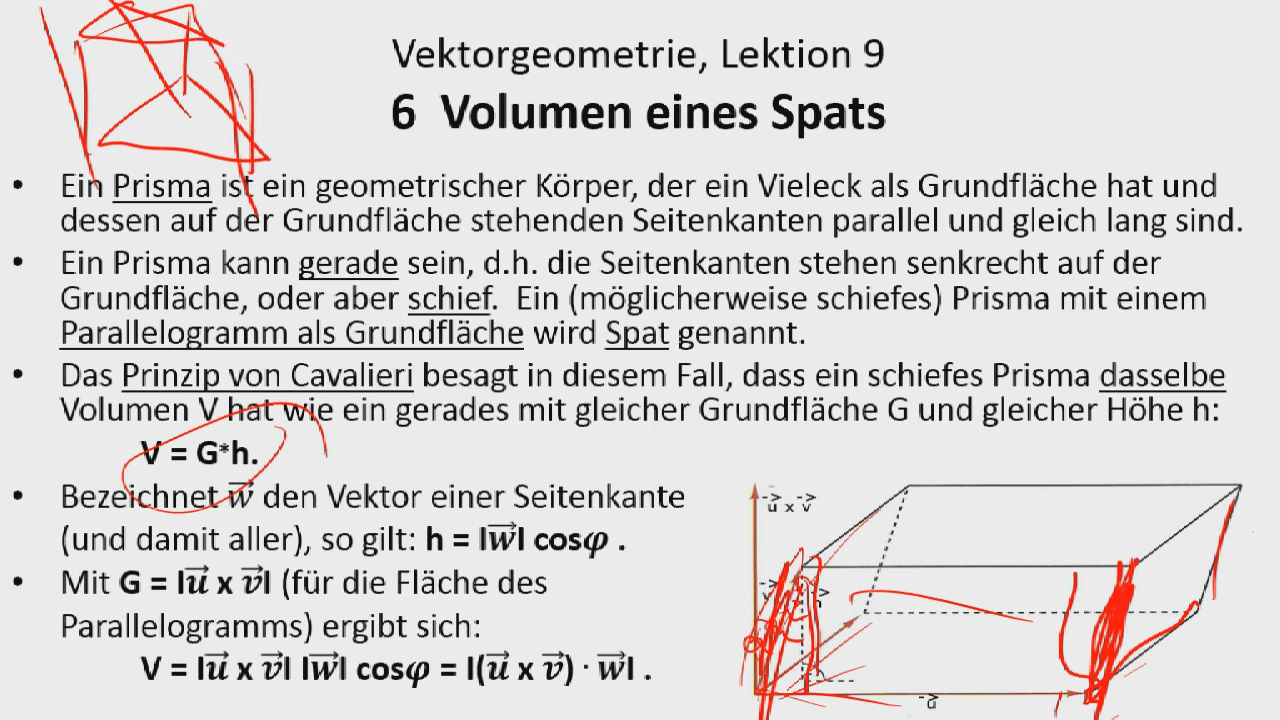 Vektorgeometrie, Lektion 9
6 Volumen eines Spats
• Ein Prisma ist ein geometrischer Körper, der ein Vieleck als Grundfläche hat und
dessen auf der Grundfläche stehenden Seitenkanten parallel und gleich lang sind.
• Ein Prisma kann gerade sein, d.h. die Seitenkanten stehen senkrecht auf der
Grundfläche, oder aber schief. Ein (möglicherweise schiefes) Prisma mit einem
Parallelogramm als Grundfläche wird Spat genannt.
• Das Prinzip von Cavalieri besagt in diesem Fall, dass ein schiefes Prisma dasselbe
Volumen V hat wie ein gerades mit gleicher Grundfläche G und gleicher Höhe h:
V = G*h.
• Bezeichnet w⃗ den Vektor einer Seitenkante
(und damit aller), so gilt: h = |w⃗| cosφ .
• Mit G = |u⃗ x v⃗| (für die Fläche des
Parallelogramms) ergibt sich:
V = |u⃗ x v⃗| |w⃗| cosφ = |(u⃗ x v⃗) · w⃗| .
u⃗ x v⃗